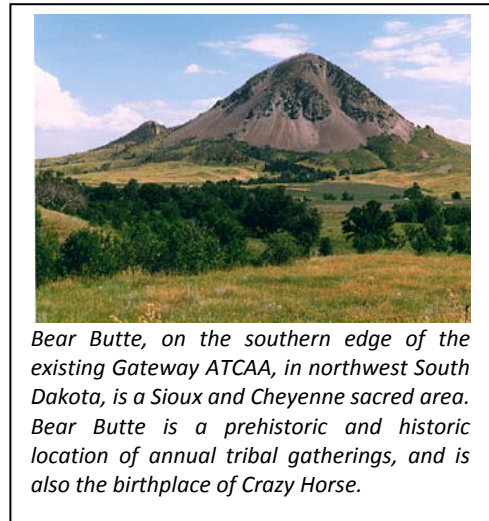 Bear Butte, on the southern edge of the
existing Gateway ATCAA, in northwest South
Dakota, is a Sioux and Cheyenne sacred area.
Bear Butte is a prehistoric and historic
location of annual tribal gatherings, and is
also the birthplace of Crazy Horse.